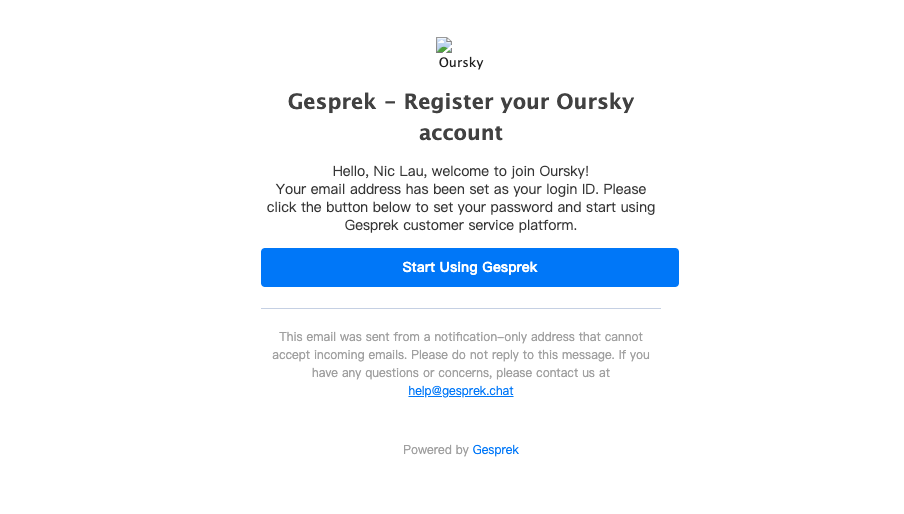 Oursky
Gesprek - Register your Oursky
account
Hello, Nic Lau, welcome to join Oursky!
Your email address has been set as your login ID. Please
click the button below to set your password and start using
Gesprek customer service platform.
Start Using Gesprek
This email was sent from a notification-only address that cannot
accept incoming emails. Please do not reply to this message. If you
have any questions or concerns, please contact us at
help@gesprek.chat
Powered by Gesprek